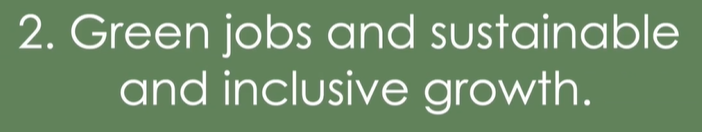 2. Green jobs and sustainable
and inclusive growth.